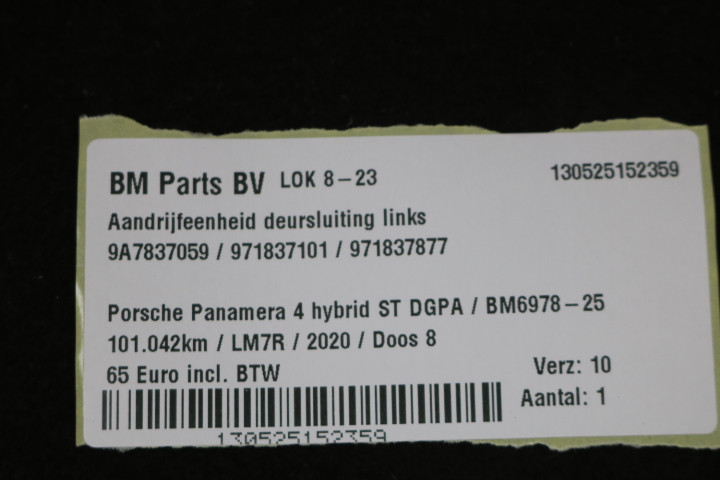 BM Parts BV LOK 8-23 130525152359
Aandrijfeenheid deursluiting links
9A7837059 / 971837101 / 971837877
Porsche Panamera 4 hybrid ST DGPA / BM6978-25
101.042km / LM7R / 2020 / Doos 8
65 Euro incl. BTW Verz: 10
Aantal: 1
130525152359